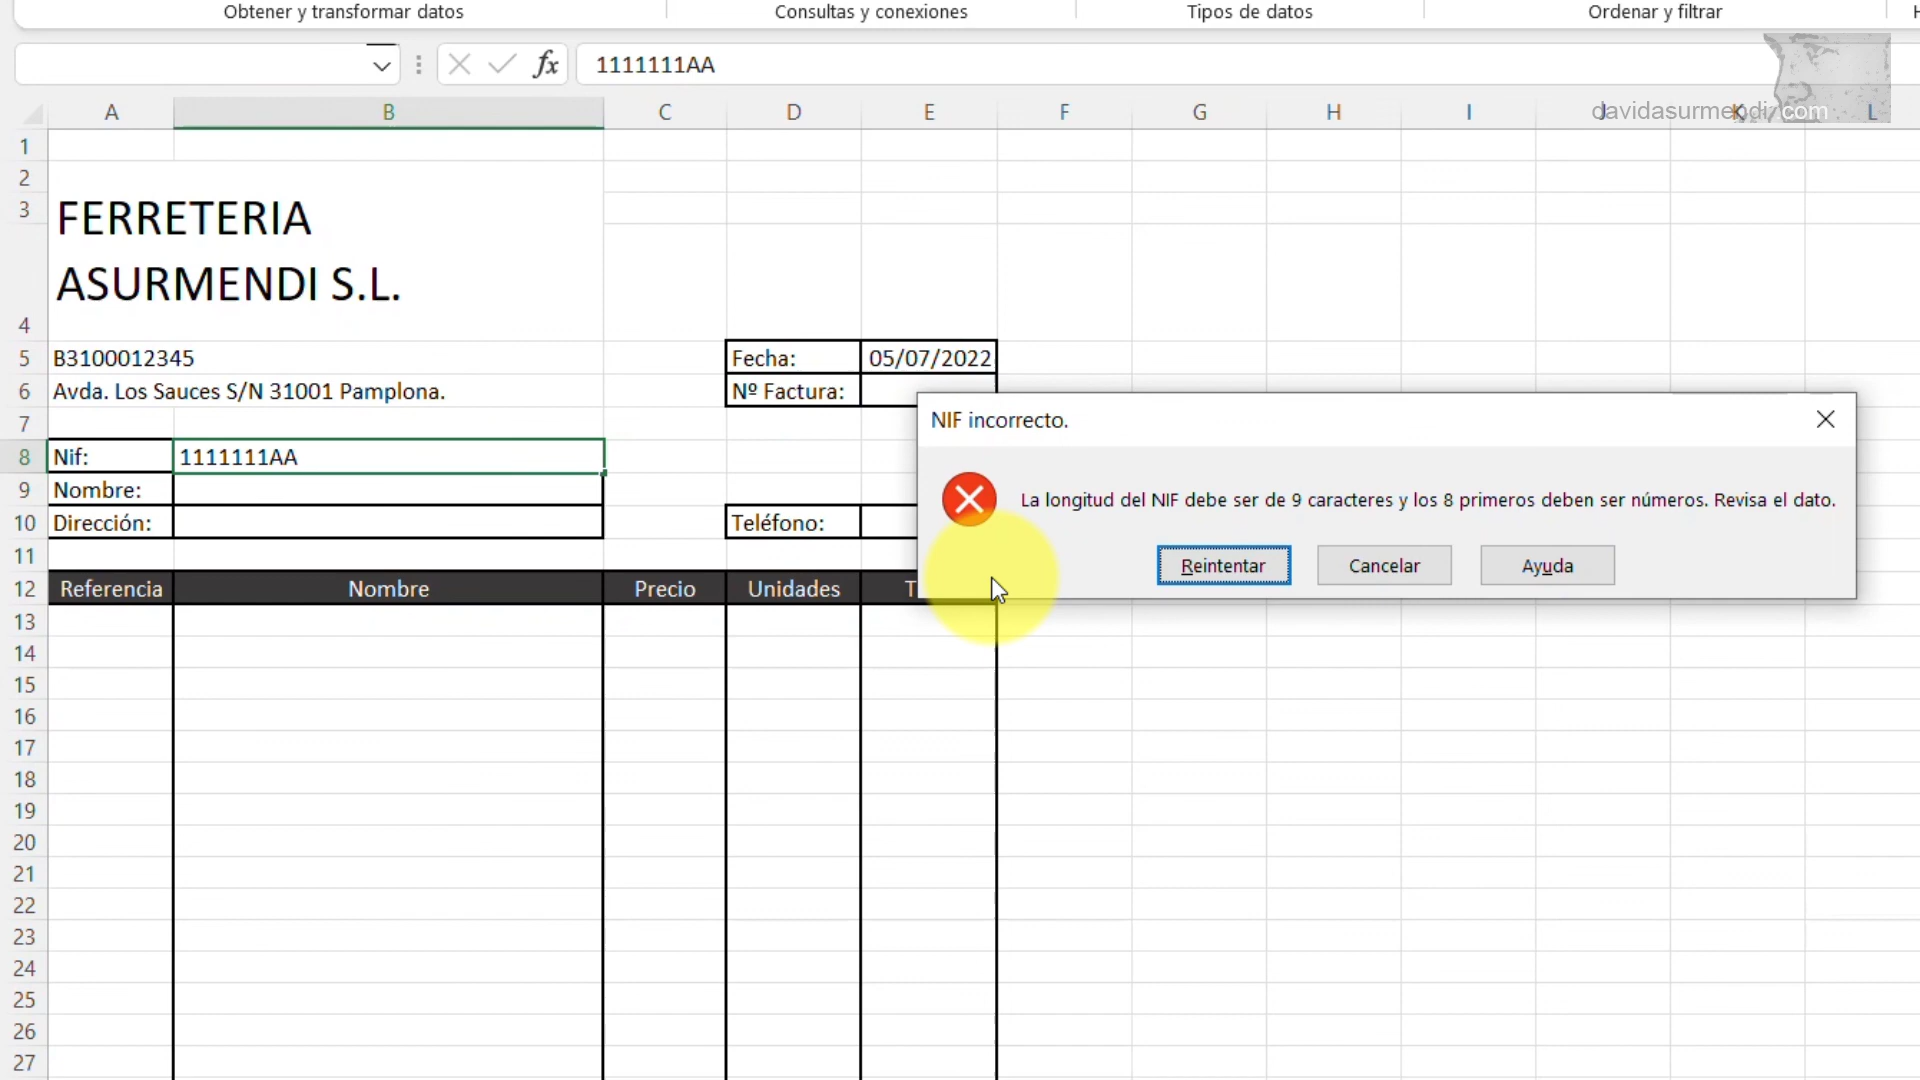 Obtener y transformar datos Consultas y conexiones Tipos de datos Ordenar y filtrar
fx 1111111AA
davidasurmendi.com
A B C D E F G H I J K L
1
2
3
FERRETERIA
ASURMENDI S.L.
4
5 B3100012345 Fecha: 05/07/2022
6 Avda. Los Sauces S/N 31001 Pamplona. Nº Factura:
7
NIF incorrecto.
8 Nif: 1111111AA
9 Nombre:
La longitud del NIF debe ser de 9 caracteres y los 8 primeros deben ser números. Revisa el dato.
10 Dirección: Teléfono:
11
Reintentar Cancelar Ayuda
12 Referencia Nombre Precio Unidades T
13
14
15
16
17
18
19
20
21
22
23
24
25
26
27